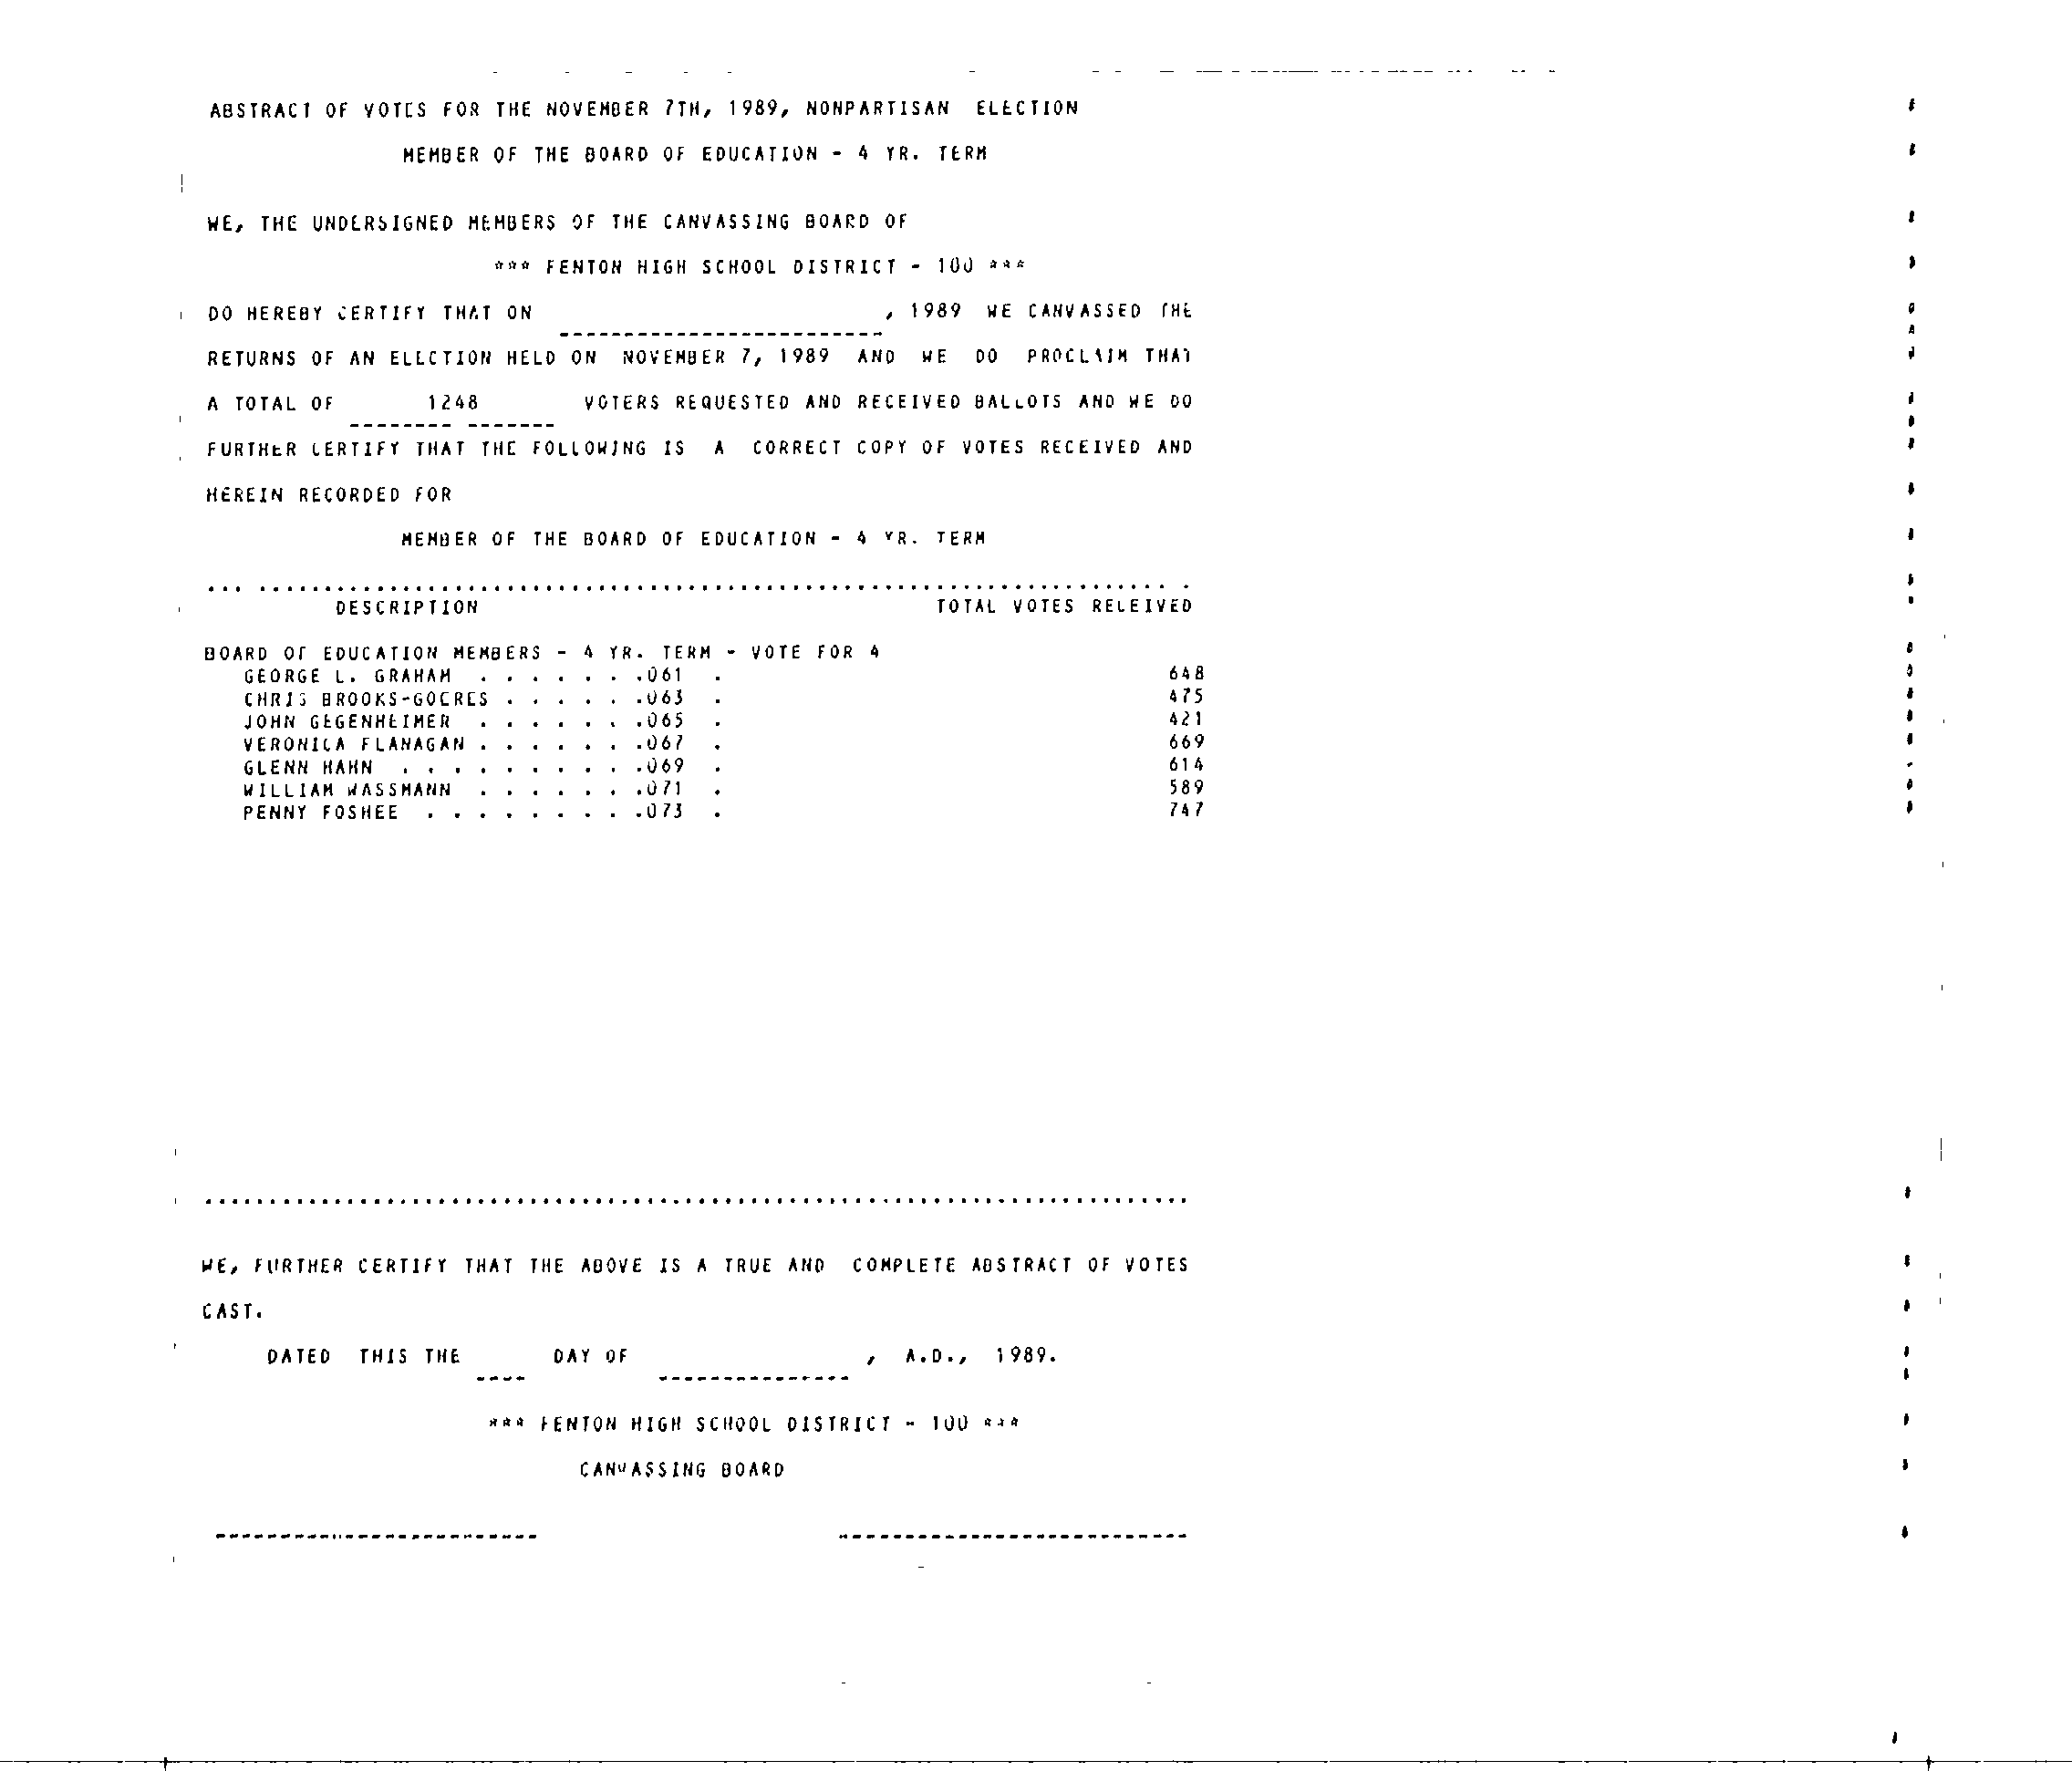 ABSTRACT OF VOTES FOR THE NOVEMBER 7TH, 1989, NONPARTISAN ELECTION
MEMBER OF THE BOARD OF EDUCATION - 4 YR. TERM
WE, THE UNDERSIGNED MEMBERS OF THE CANVASSING BOARD OF
*** FENTON HIGH SCHOOL DISTRICT - 100 ***
DO HEREBY CERTIFY THAT ON ________________________, 1989 WE CANVASSED THE
RETURNS OF AN ELECTION HELD ON NOVEMBER 7, 1989 AND WE DO PROCLAIM THAT
A TOTAL OF 1248 VOTERS REQUESTED AND RECEIVED BALLOTS AND WE DO
FURTHER CERTIFY THAT THE FOLLOWING IS A CORRECT COPY OF VOTES RECEIVED AND
HEREIN RECORDED FOR
MEMBER OF THE BOARD OF EDUCATION - 4 YR. TERM
DESCRIPTION TOTAL VOTES RECEIVED
BOARD OF EDUCATION MEMBERS - 4 YR. TERM - VOTE FOR 4
GEORGE L. GRAHAM . . . . . . .061 . 648
CHRIS BROOKS-GOERES . . . . . .063 . 475
JOHN GEGENHEIMER . . . . . . .065 . 421
VERONICA FLANAGAN . . . . . . .067 . 669
GLENN HAHN . . . . . . . . . .069 . 614
WILLIAM WASSMANN . . . . . . .071 . 589
PENNY FOSHEE . . . . . . . . .073 . 747
WE, FURTHER CERTIFY THAT THE ABOVE IS A TRUE AND COMPLETE ABSTRACT OF VOTES
CAST.
DATED THIS THE ____ DAY OF _______________, A.D., 1989.
*** FENTON HIGH SCHOOL DISTRICT - 100 ***
CANVASSING BOARD